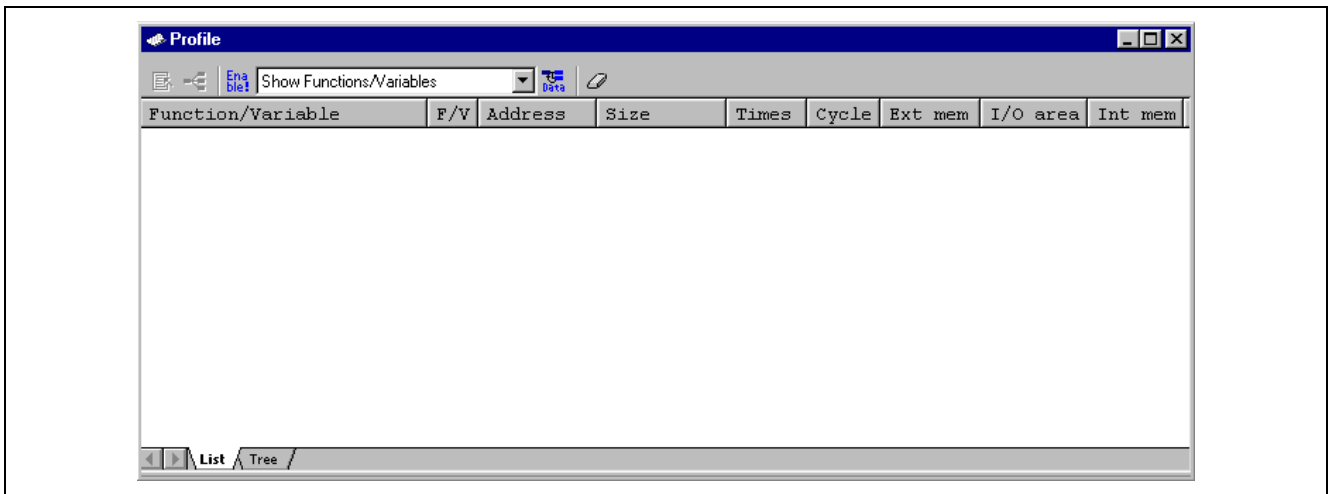 Profile
Ena ble! Show Functions/Variables Data
Function/Variable F/V Address Size Times Cycle Ext mem I/O area Int mem
List Tree